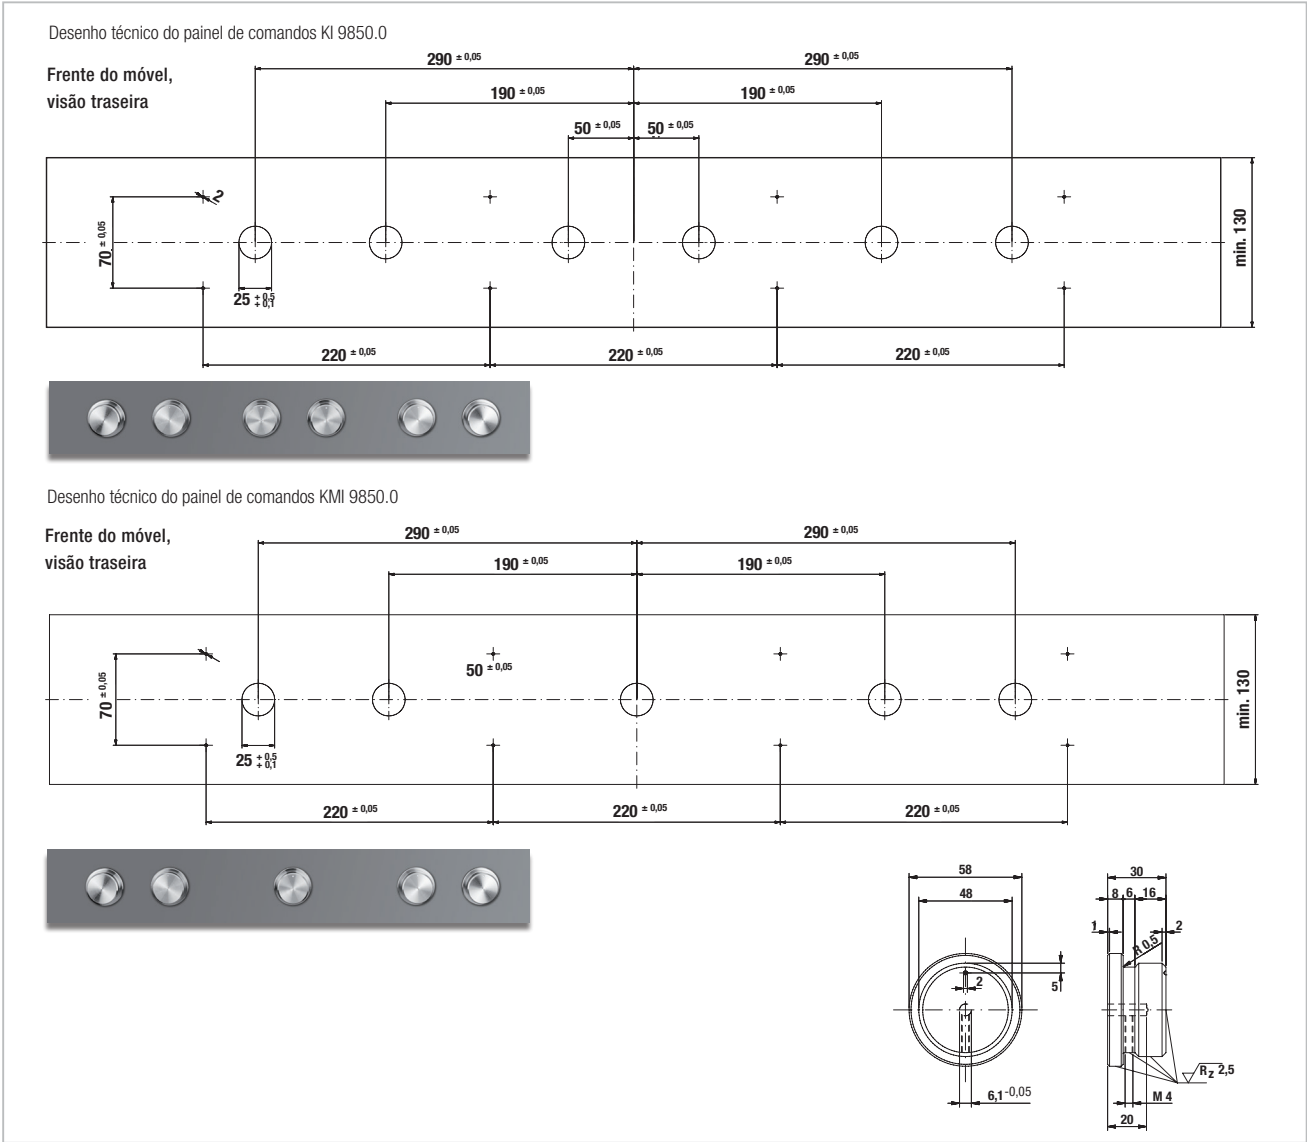 Desenho técnico do painel de comandos KI 9850.0
Frente do móvel,
visão traseira
290 ± 0,05
290 ± 0,05
190 ± 0,05
190 ± 0,05
50 ± 0,05
50 ± 0,05
2
70 ± 0,05
min. 130
25 + 0,5
+ 0,1
220 ± 0,05
220 ± 0,05
220 ± 0,05
Desenho técnico do painel de comandos KMI 9850.0
Frente do móvel,
visão traseira
290 ± 0,05
290 ± 0,05
190 ± 0,05
190 ± 0,05
50 ± 0,05
70 ± 0,05
min. 130
25 + 0,5
+ 0,1
220 ± 0,05
220 ± 0,05
220 ± 0,05
58
48
2
5
6,1-0,05
30
8 6 16
1
R 0,5
2
Rz 2,5
M 4
20